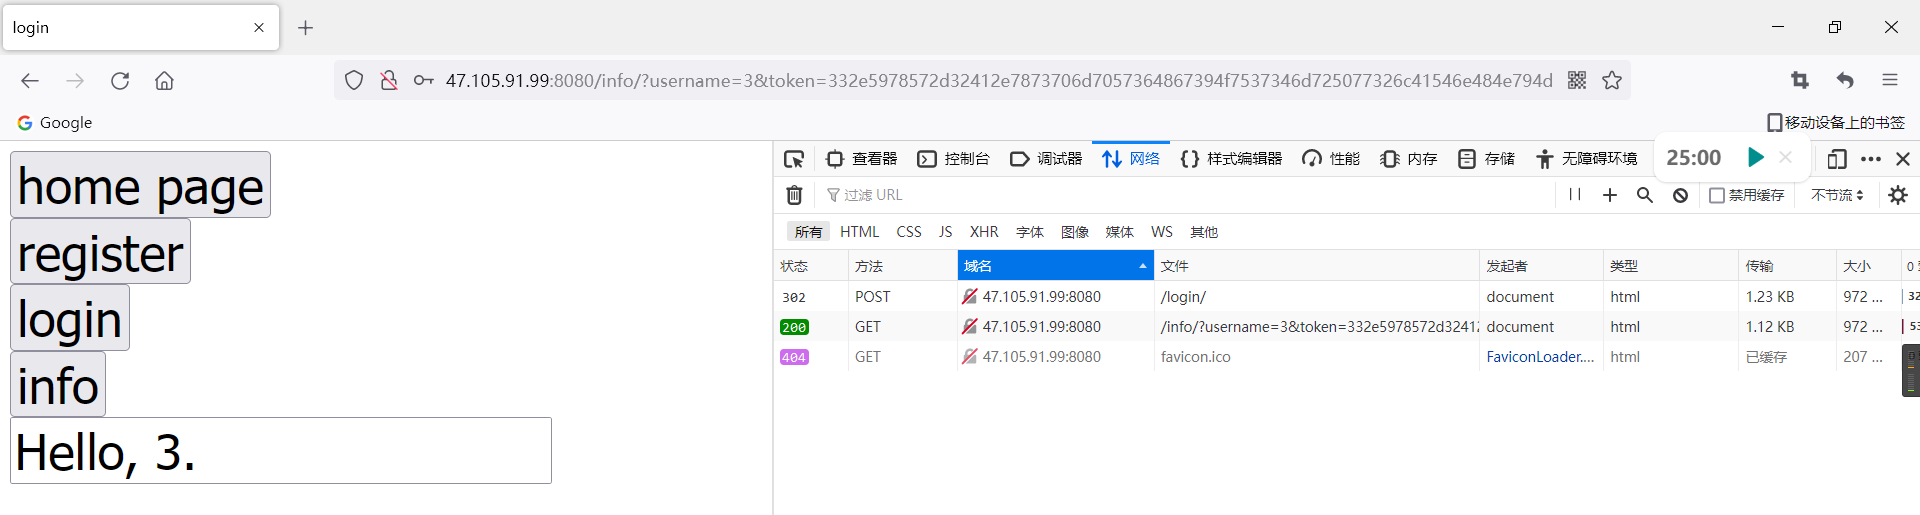 login
47.105.91.99:8080/info/?username=3&token=332e5978572d32412e7873706d7057364867394f7537346d725077326c41546e484e794d
Google
移动设备上的书签
home page
register
login
info
Hello, 3.
查看器 控制台 调试器 网络 样式编辑器 性能 内存 存储 无障碍环境 25:00
过滤 URL 禁用缓存 不节流
所有 HTML CSS JS XHR 字体 图像 媒体 WS 其他
状态 方法 域名 文件 发起者 类型 传输 大小 0
302 POST 47.105.91.99:8080 /login/ document html 1.23 KB 972 ... 32
200 GET 47.105.91.99:8080 /info/?username=3&token=332e5978572d32412 document html 1.12 KB 972 ... 53
404 GET 47.105.91.99:8080 favicon.ico FaviconLoader.... html 已缓存 207 ...